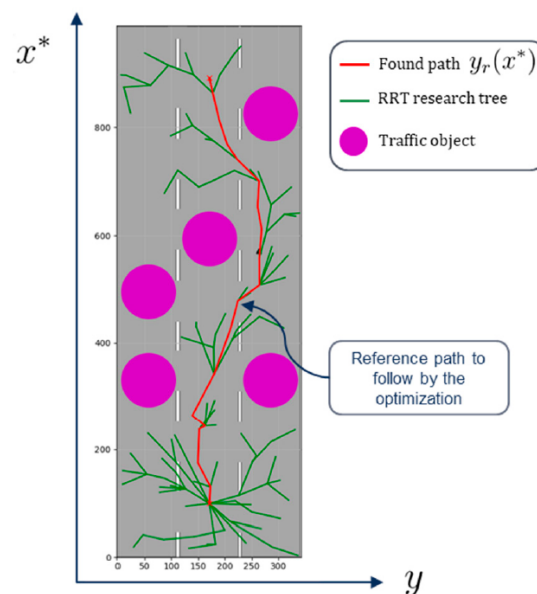 x*
Found path y_r(x*)
RRT research tree
Traffic object
800
600
400
200
0
Reference path to
follow by the
optimization
0 50 100 150 200 250 300
y